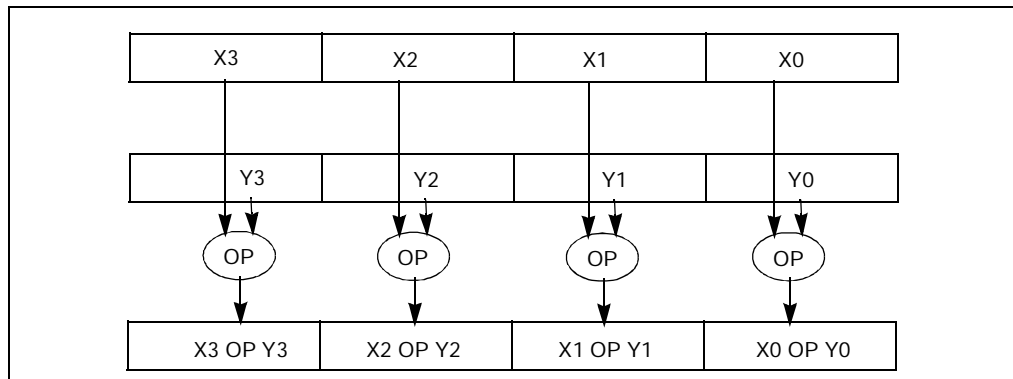 X3 X2 X1 X0
Y3 Y2 Y1 Y0
OP OP OP OP
X3 OP Y3 X2 OP Y2 X1 OP Y1 X0 OP Y0